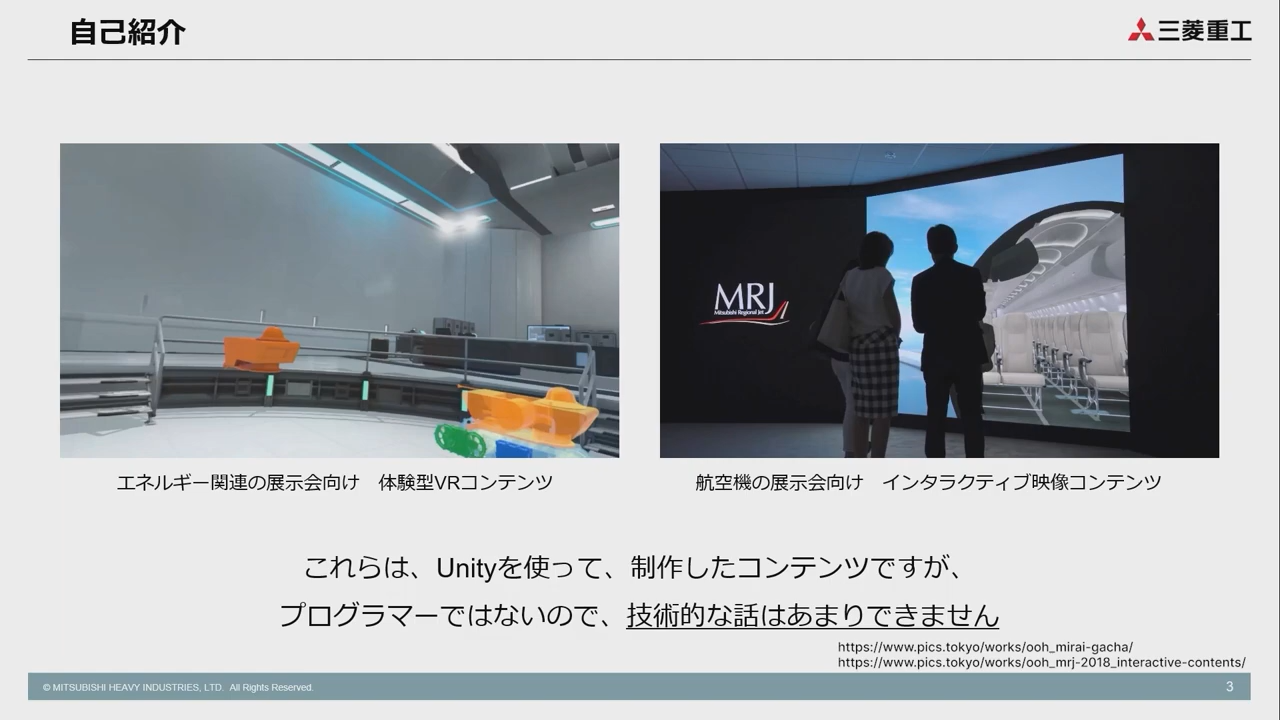 自己紹介
三菱重工
MRJ
Mitsubishi Regional Jet
エネルギー関連の展示会向け　体験型VRコンテンツ
航空機の展示会向け　インタラクティブ映像コンテンツ
これらは、Unityを使って、制作したコンテンツですが、
プログラマーではないので、技術的な話はあまりできません
https://www.pics.tokyo/works/ooh_mirai-gacha/
https://www.pics.tokyo/works/ooh_mrj-2018_interactive-contents/
© MITSUBISHI HEAVY INDUSTRIES, LTD. All Rights Reserved.
3